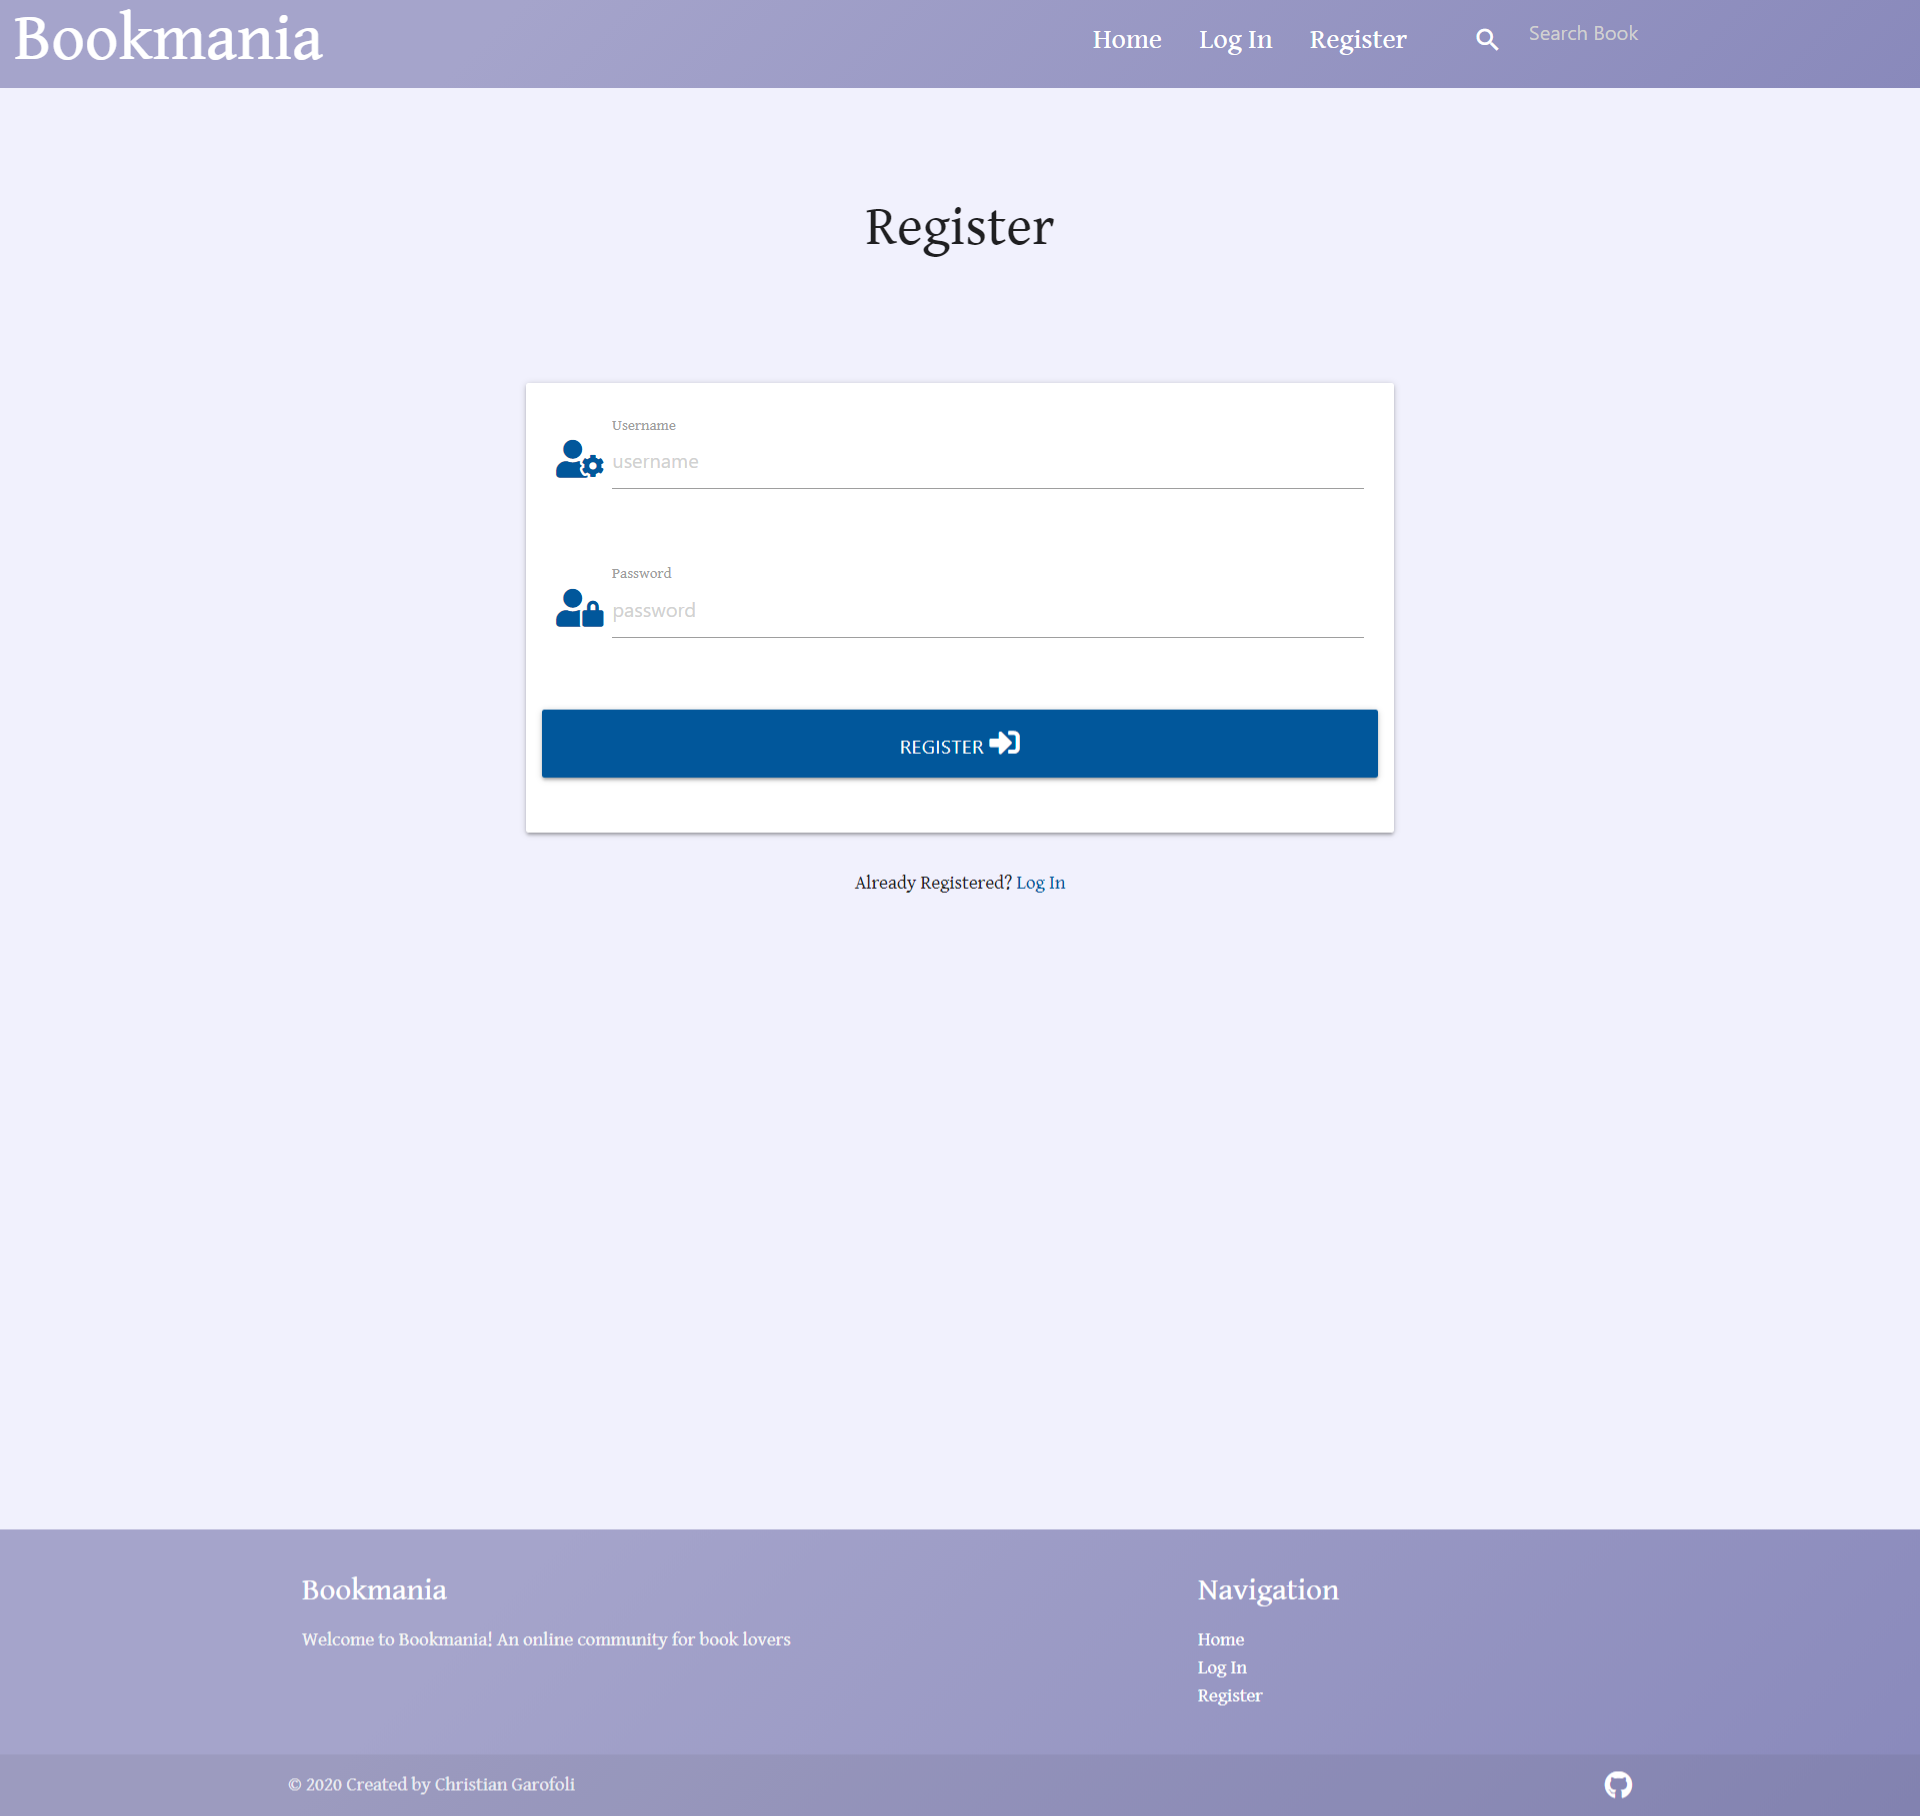 Bookmania
Home Log In Register Search Book
Register
Username
username
Password
password
REGISTER
Already Registered? Log In
Bookmania
Welcome to Bookmania! An online community for book lovers
Navigation
Home
Log In
Register
© 2020 Created by Christian Garofoli